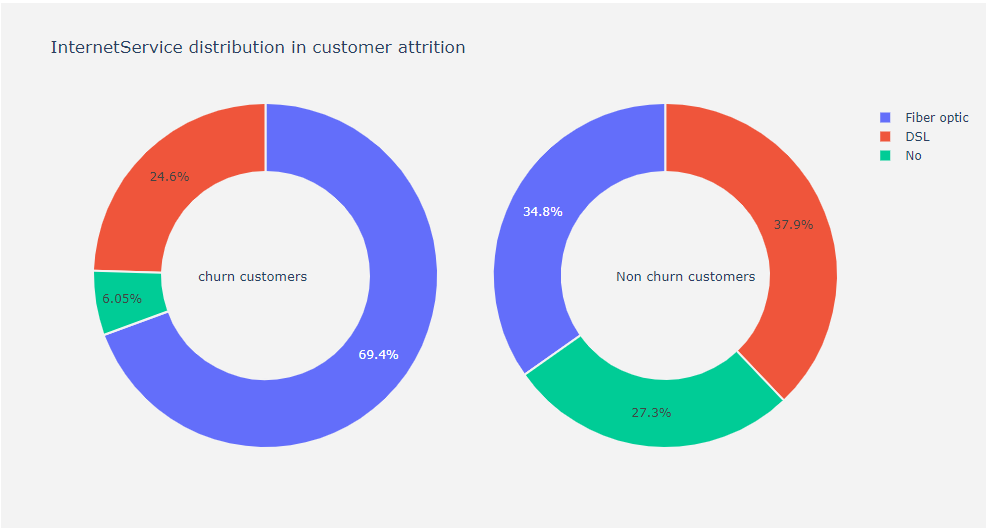 InternetService distribution in customer attrition
Fiber optic
DSL
No
24.6%
6.05%
69.4%
churn customers
34.8%
37.9%
27.3%
Non churn customers